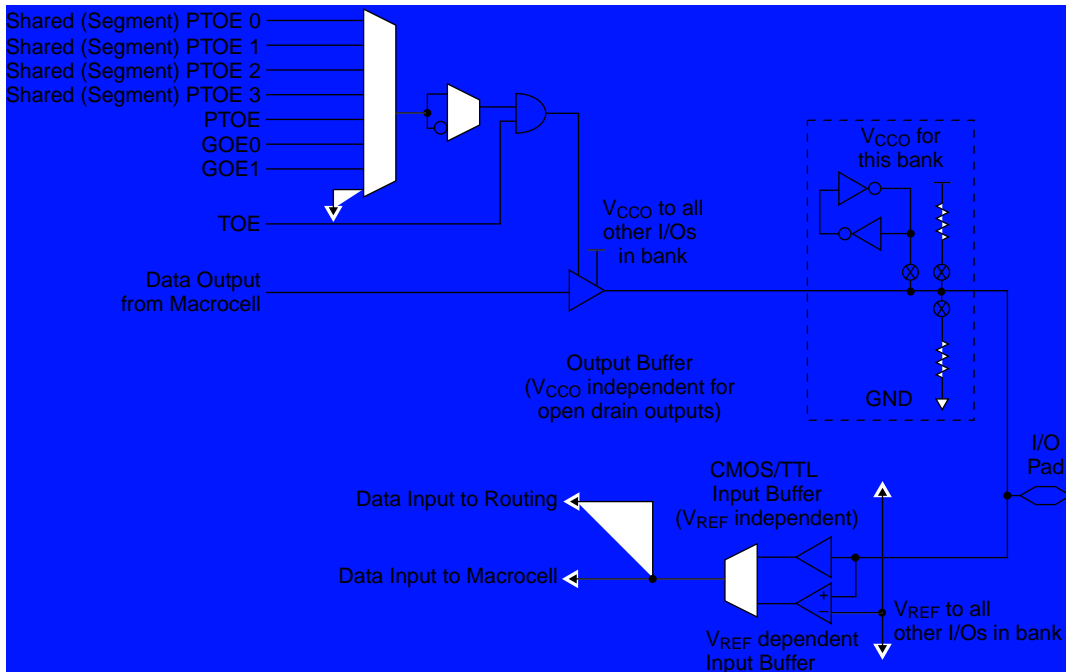 Shared (Segment) PTOE 0
Shared (Segment) PTOE 1
Shared (Segment) PTOE 2
Shared (Segment) PTOE 3
PTOE
GOE0
GOE1
TOE
Data Output
from Macrocell
VCCO to all
other I/Os
in bank
VCCO for
this bank
GND
Output Buffer
(VCCO independent for
open drain outputs)
I/O
Pad
CMOS/TTL
Input Buffer
(VREF independent)
Data Input to Routing
Data Input to Macrocell
+
−
VREF to all
other I/Os in bank
VREF dependent
Input Buffer